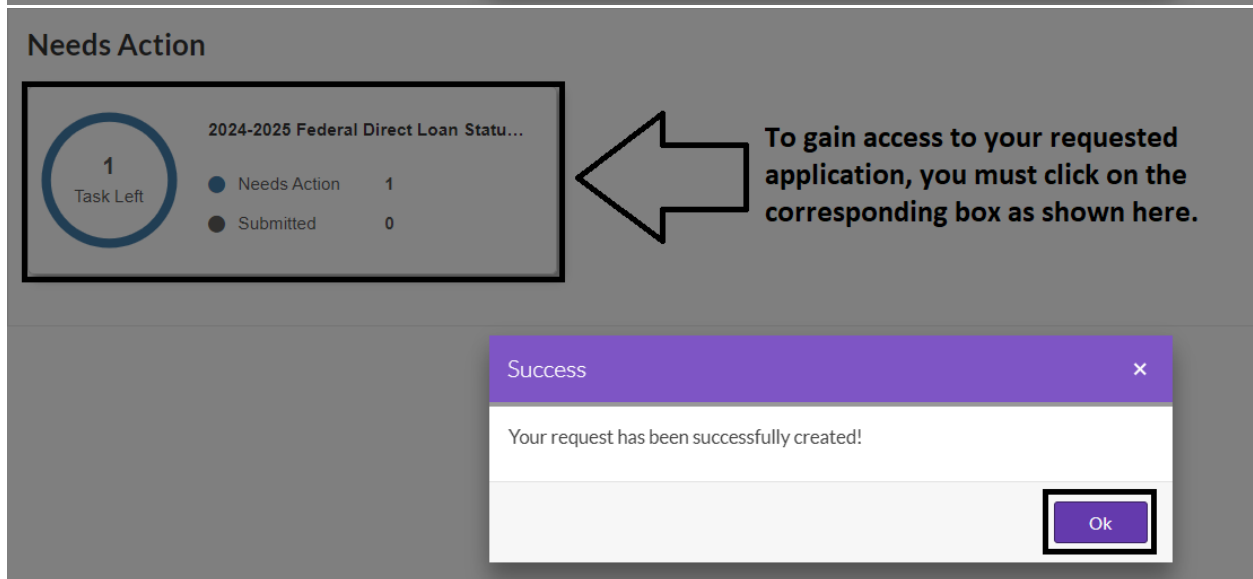 Needs Action
2024-2025 Federal Direct Loan Statu...
1
Task Left
Needs Action 1
Submitted 0
To gain access to your requested
application, you must click on the
corresponding box as shown here.
Success ×
Your request has been successfully created!
Ok